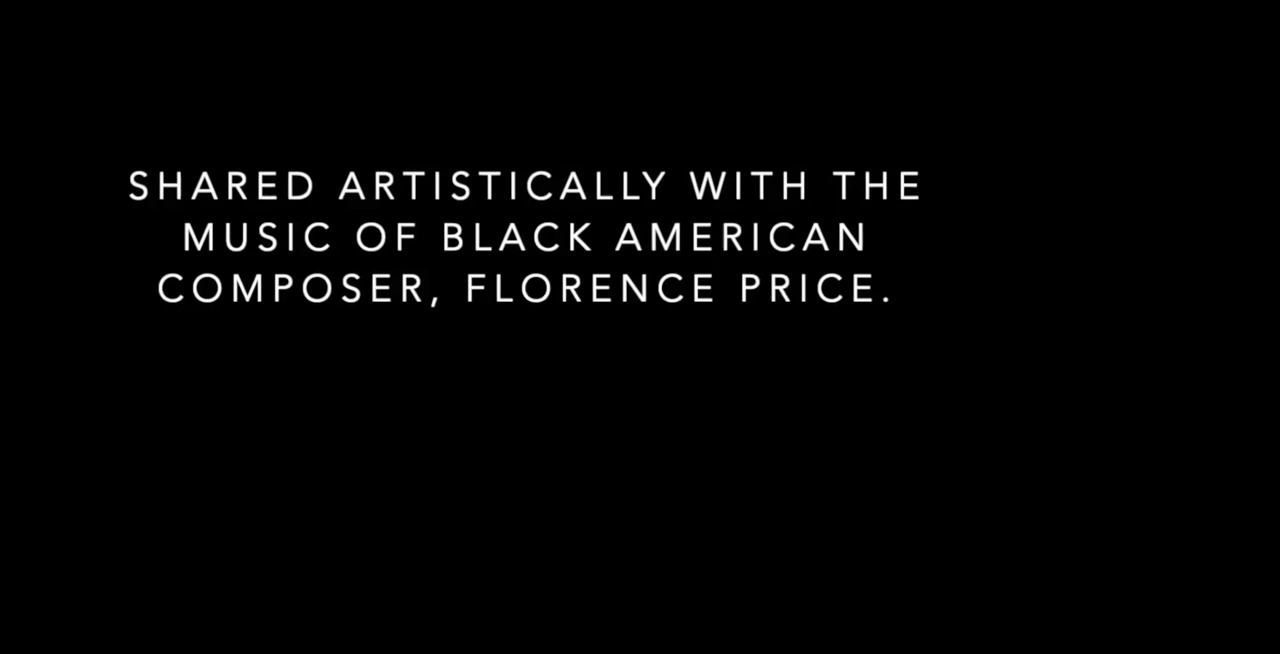 SHARED ARTISTICALLY WITH THE
MUSIC OF BLACK AMERICAN
COMPOSER, FLORENCE PRICE.